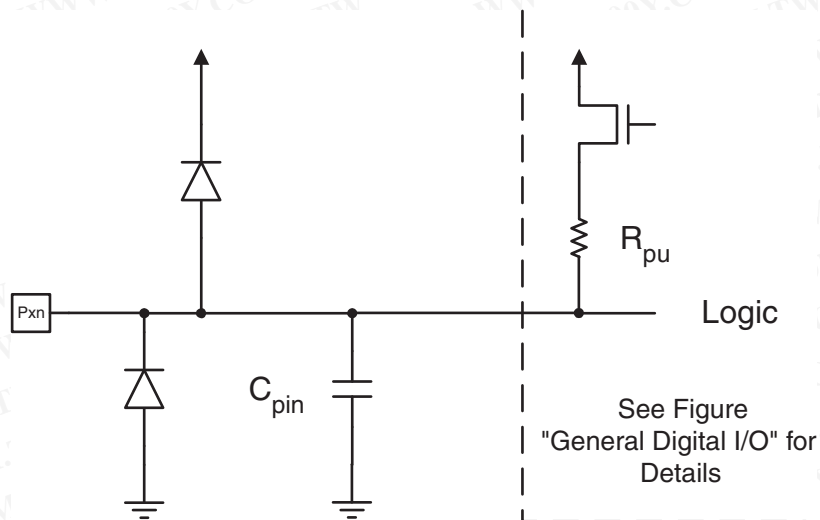 Pxn
C pin
R pu
Logic
See Figure
"General Digital I/O" for
Details